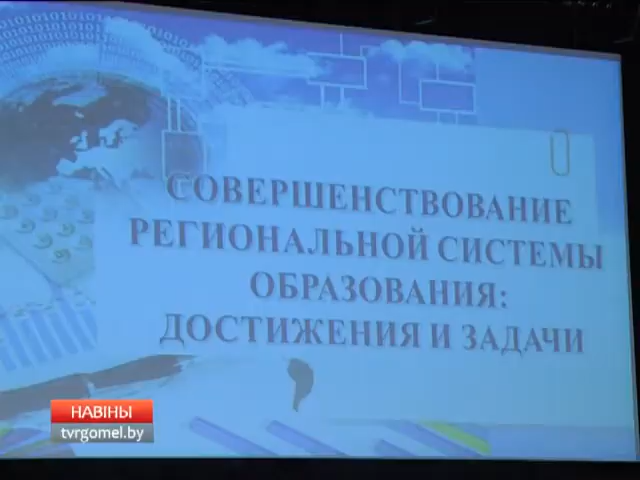 СОВЕРШЕНСТВОВАНИЕ
РЕГИОНАЛЬНОЙ СИСТЕМЫ
ОБРАЗОВАНИЯ:
ДОСТИЖЕНИЯ И ЗАДАЧИ
НАВІНЫ
tvrgomel.by